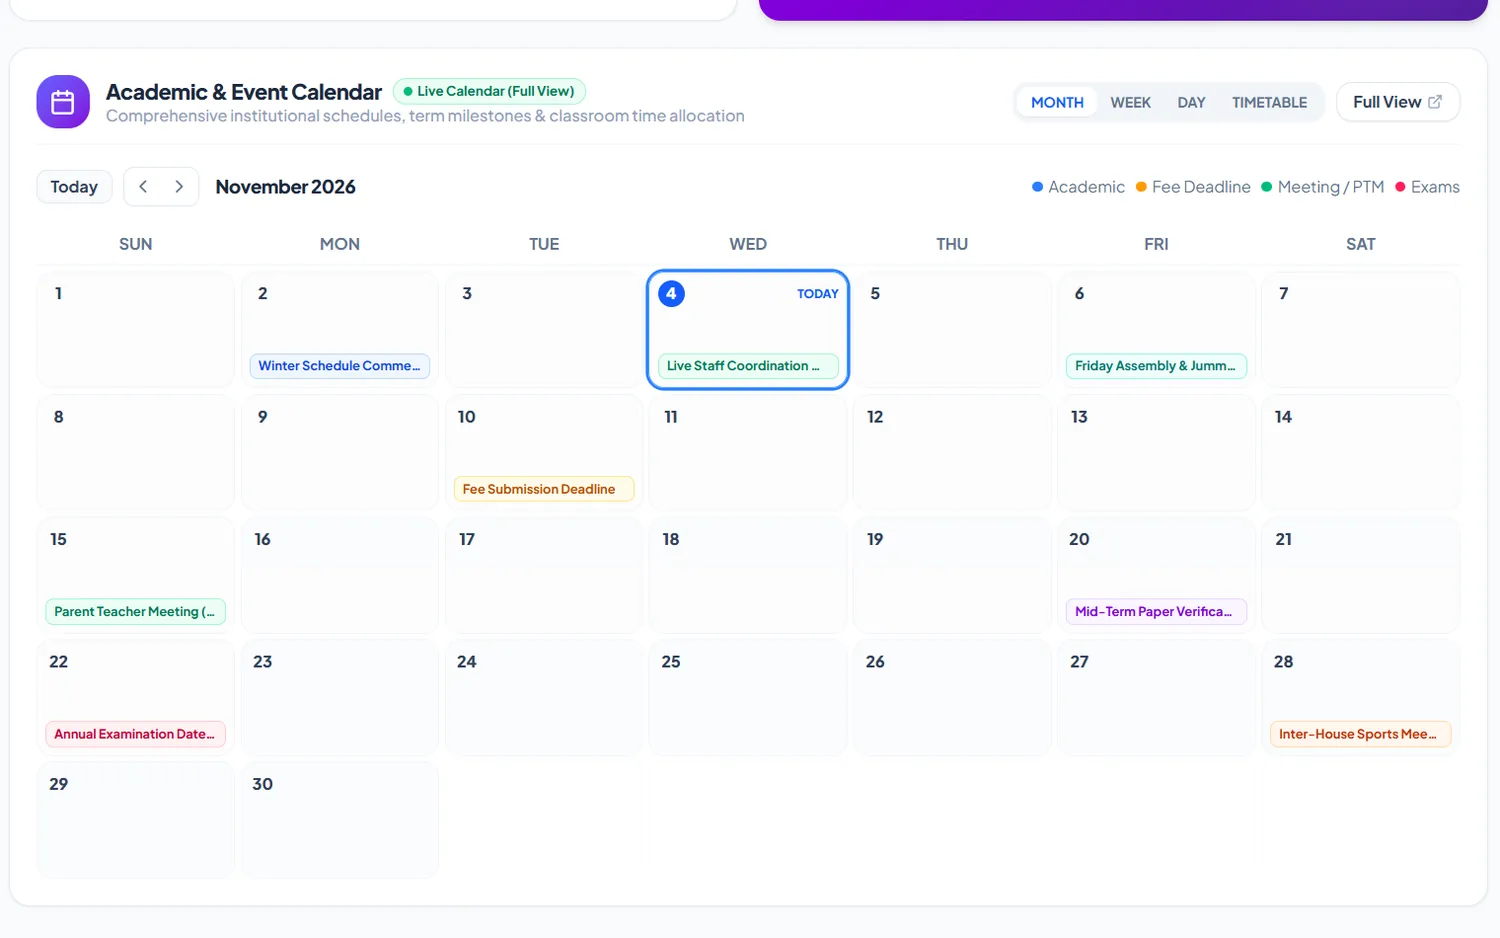 Academic & Event Calendar
Live Calendar (Full View)
Comprehensive institutional schedules, term milestones & classroom time allocation
MONTH WEEK DAY TIMETABLE
Full View
Today
November 2026
Academic Fee Deadline Meeting / PTM Exams
SUN MON TUE WED THU FRI SAT
1 2 3 4 TODAY 5 6 7
Winter Schedule Comme... Live Staff Coordination ... Friday Assembly & Jumm...
8 9 10 11 12 13 14
Fee Submission Deadline
15 16 17 18 19 20 21
Parent Teacher Meeting (... Mid-Term Paper Verifica...
22 23 24 25 26 27 28
Annual Examination Date... Inter-House Sports Mee...
29 30